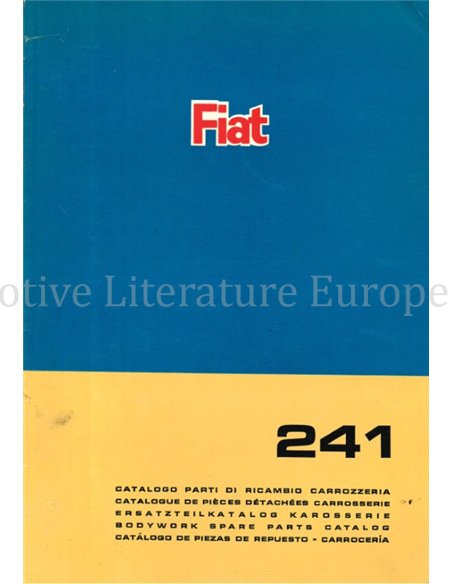 Fiat
otive Literature Europe
241
CATALOGO PARTI DI RICAMBIO CARROZZERIA
CATALOGUE DE PIÈCES DÉTACHÉES CARROSSERIE
ERSATZTEILKATALOG KAROSSERIE
BODYWORK SPARE PARTS CATALOG
CATÁLOGO DE PIEZAS DE REPUESTO - CARROCERÍA